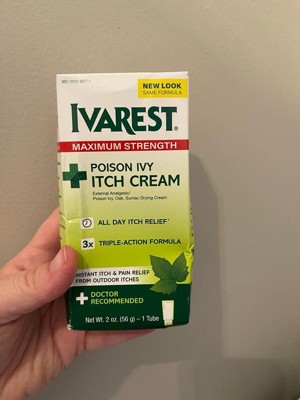 NEW LOOK
SAME FORMULA
IVAREST®
MAXIMUM STRENGTH
POISON IVY
ITCH CREAM
External Analgesic/
Poison Ivy, Oak, Sumac Drying Cream
ALL DAY ITCH RELIEF*
3x TRIPLE-ACTION FORMULA
INSTANT ITCH & PAIN RELIEF
FROM OUTDOOR ITCHES
DOCTOR
RECOMMENDED
Net Wt. 2 oz. (56 g) – 1 Tube